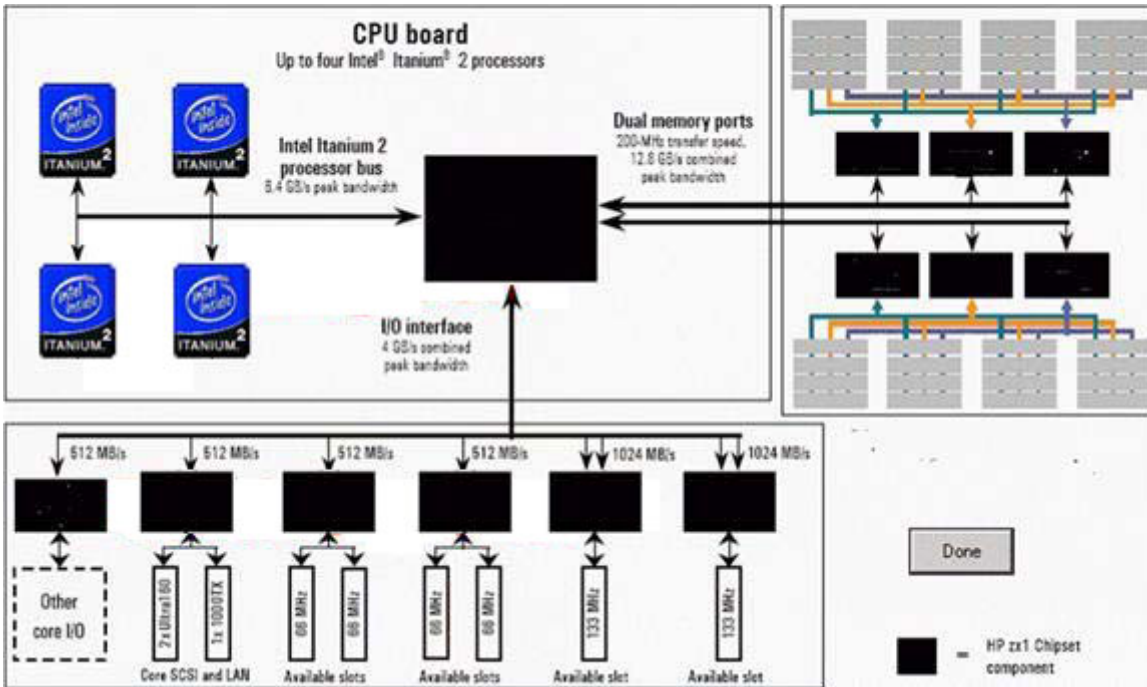 CPU board
Up to four Intel® Itanium® 2 processors
intel inside
ITANIUM. 2
intel inside
ITANIUM. 2
Intel Itanium 2
processor bus
6.4 GB/s peak bandwidth
Dual memory ports
200-MHz transfer speed,
12.8 GB/s combined
peak bandwidth
intel inside
ITANIUM. 2
intel inside
ITANIUM. 2
I/O interface
4 GB/s combined
peak bandwidth
512 MB/s
512 MB/s
512 MB/s
512 MB/s
1024 MB/s
1024 MB/s
Other
core I/O
2 x Ultra160
1x 1000TX
66 MHz
66 MHz
66 MHz
66 MHz
133 MHz
133 MHz
Core SCSI and LAN
Available slots
Available slots
Available slot
Available slot
Done
= HP zx1 Chipset
component